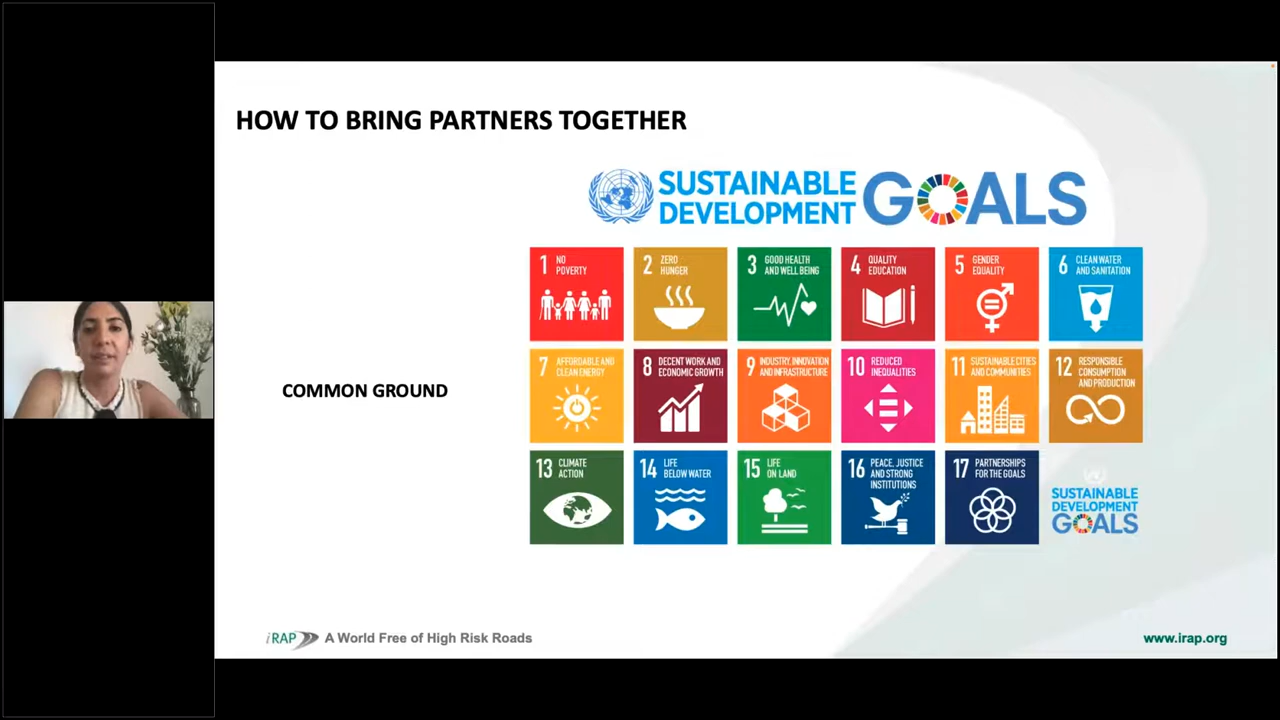 HOW TO BRING PARTNERS TOGETHER
SUSTAINABLE
DEVELOPMENT
GOALS
1 NO
POVERTY
2 ZERO
HUNGER
3 GOOD HEALTH
AND WELL BEING
4 QUALITY
EDUCATION
5 GENDER
EQUALITY
6 CLEAN WATER
AND SANITATION
COMMON GROUND
7 AFFORDABLE AND
CLEAN ENERGY
8 DECENT WORK AND
ECONOMIC GROWTH
9 INDUSTRY, INNOVATION
AND INFRASTRUCTURE
10 REDUCED
INEQUALITIES
11 SUSTAINABLE CITIES
AND COMMUNITIES
12 RESPONSIBLE
CONSUMPTION
AND PRODUCTION
13 CLIMATE
ACTION
14 LIFE
BELOW WATER
15 LIFE
ON LAND
16 PEACE, JUSTICE
AND STRONG
INSTITUTIONS
17 PARTNERSHIPS
FOR THE GOALS
SUSTAINABLE
DEVELOPMENT
GOALS
iRAP A World Free of High Risk Roads
www.irap.org